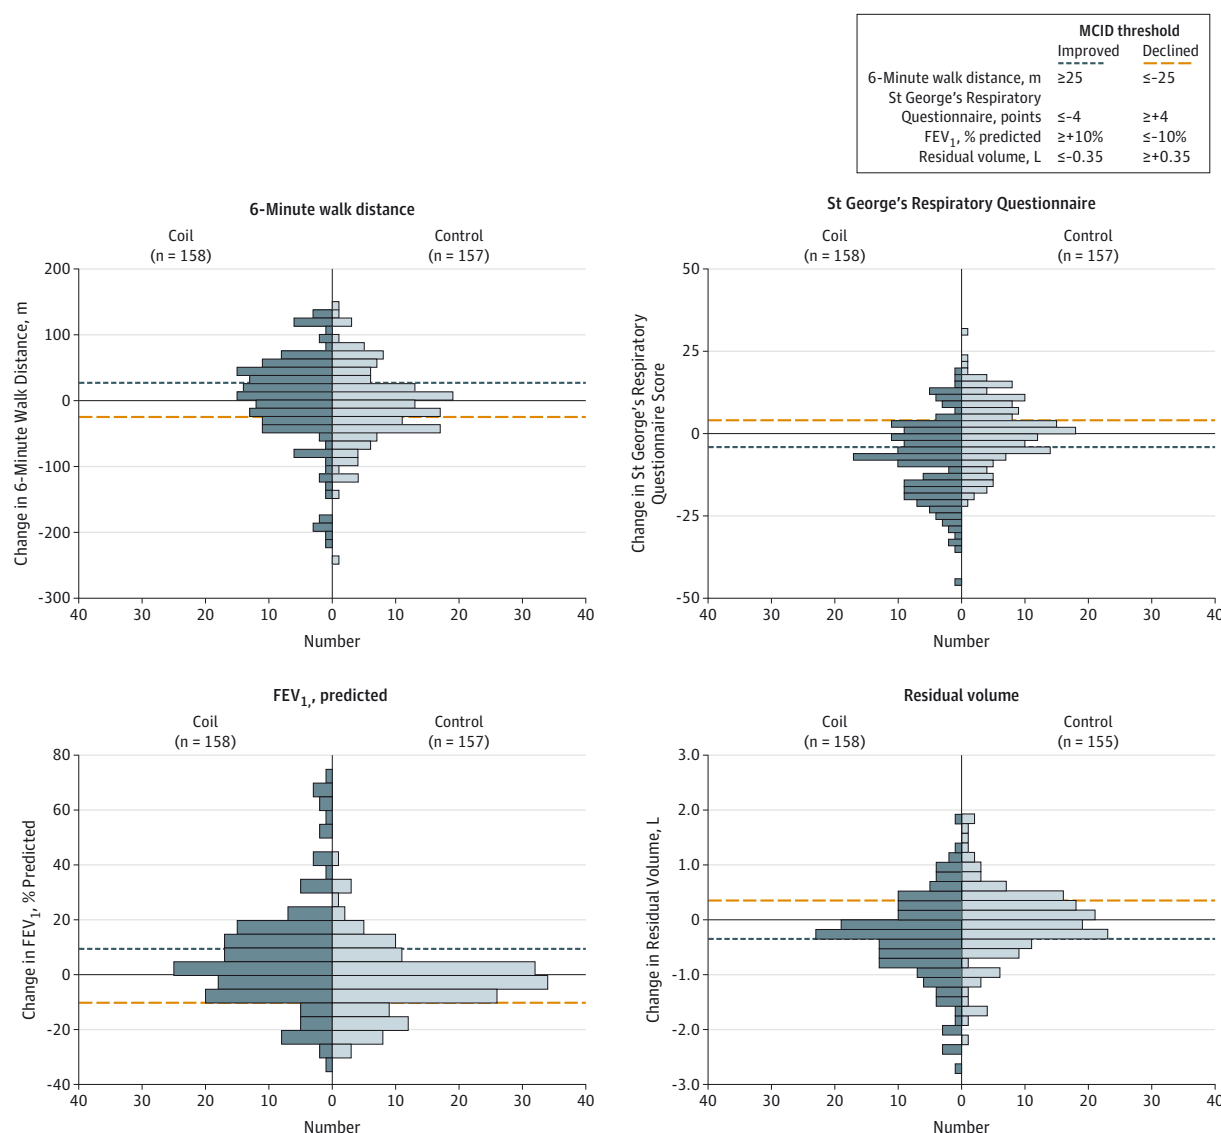 MCID threshold
Improved Declined
6-Minute walk distance, m ≥25 ≤-25
St George's Respiratory
Questionnaire, points ≤-4 ≥+4
FEV1, % predicted ≥+10% ≤-10%
Residual volume, L ≤-0.35 ≥+0.35
6-Minute walk distance
Coil
(n = 158)
Control
(n = 157)
Change in 6-Minute Walk Distance, m
200
100
0
-100
-200
-300
40 30 20 10 0 10 20 30 40
Number
St George's Respiratory Questionnaire
Coil
(n = 158)
Control
(n = 157)
Change in St George's Respiratory
Questionnaire Score
50
25
0
-25
-50
40 30 20 10 0 10 20 30 40
Number
FEV1,, predicted
Coil
(n = 158)
Control
(n = 157)
Change in FEV1, % Predicted
80
60
40
20
0
-20
-40
40 30 20 10 0 10 20 30 40
Number
Residual volume
Coil
(n = 158)
Control
(n = 155)
Change in Residual Volume, L
3.0
2.0
1.0
0
-1.0
-2.0
-3.0
40 30 20 10 0 10 20 30 40
Number